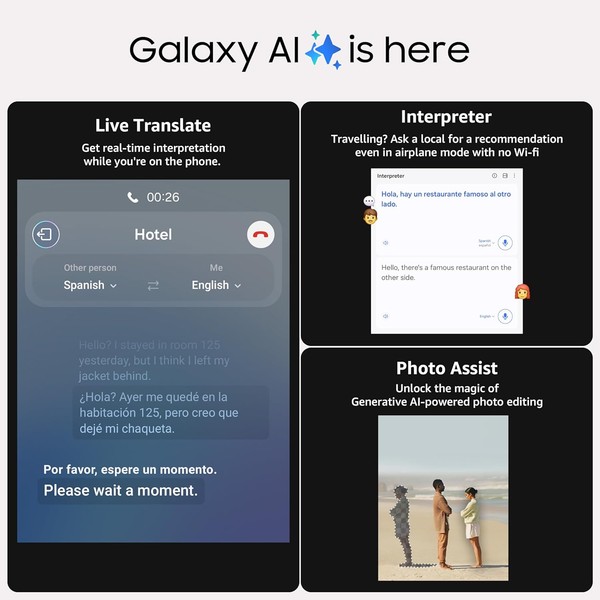 Galaxy AI is here
Live Translate
Get real-time interpretation
while you're on the phone.
00:26
Hotel
Other person
Me
Spanish
English
Hello? I stayed in room 125
yesterday, but I think I left my
jacket behind.
¿Hola? Ayer me quedé en la
habitación 125, pero creo que
dejé mi chaqueta.
Por favor, espere un momento.
Please wait a moment.
Interpreter
Travelling? Ask a local for a recommendation
even in airplane mode with no Wi-fi
Interpreter
Hola, hay un restaurante famoso al otro
lado.
Spanish
Hello, there's a famous restaurant on the
other side.
English
Photo Assist
Unlock the magic of
Generative AI-powered photo editing